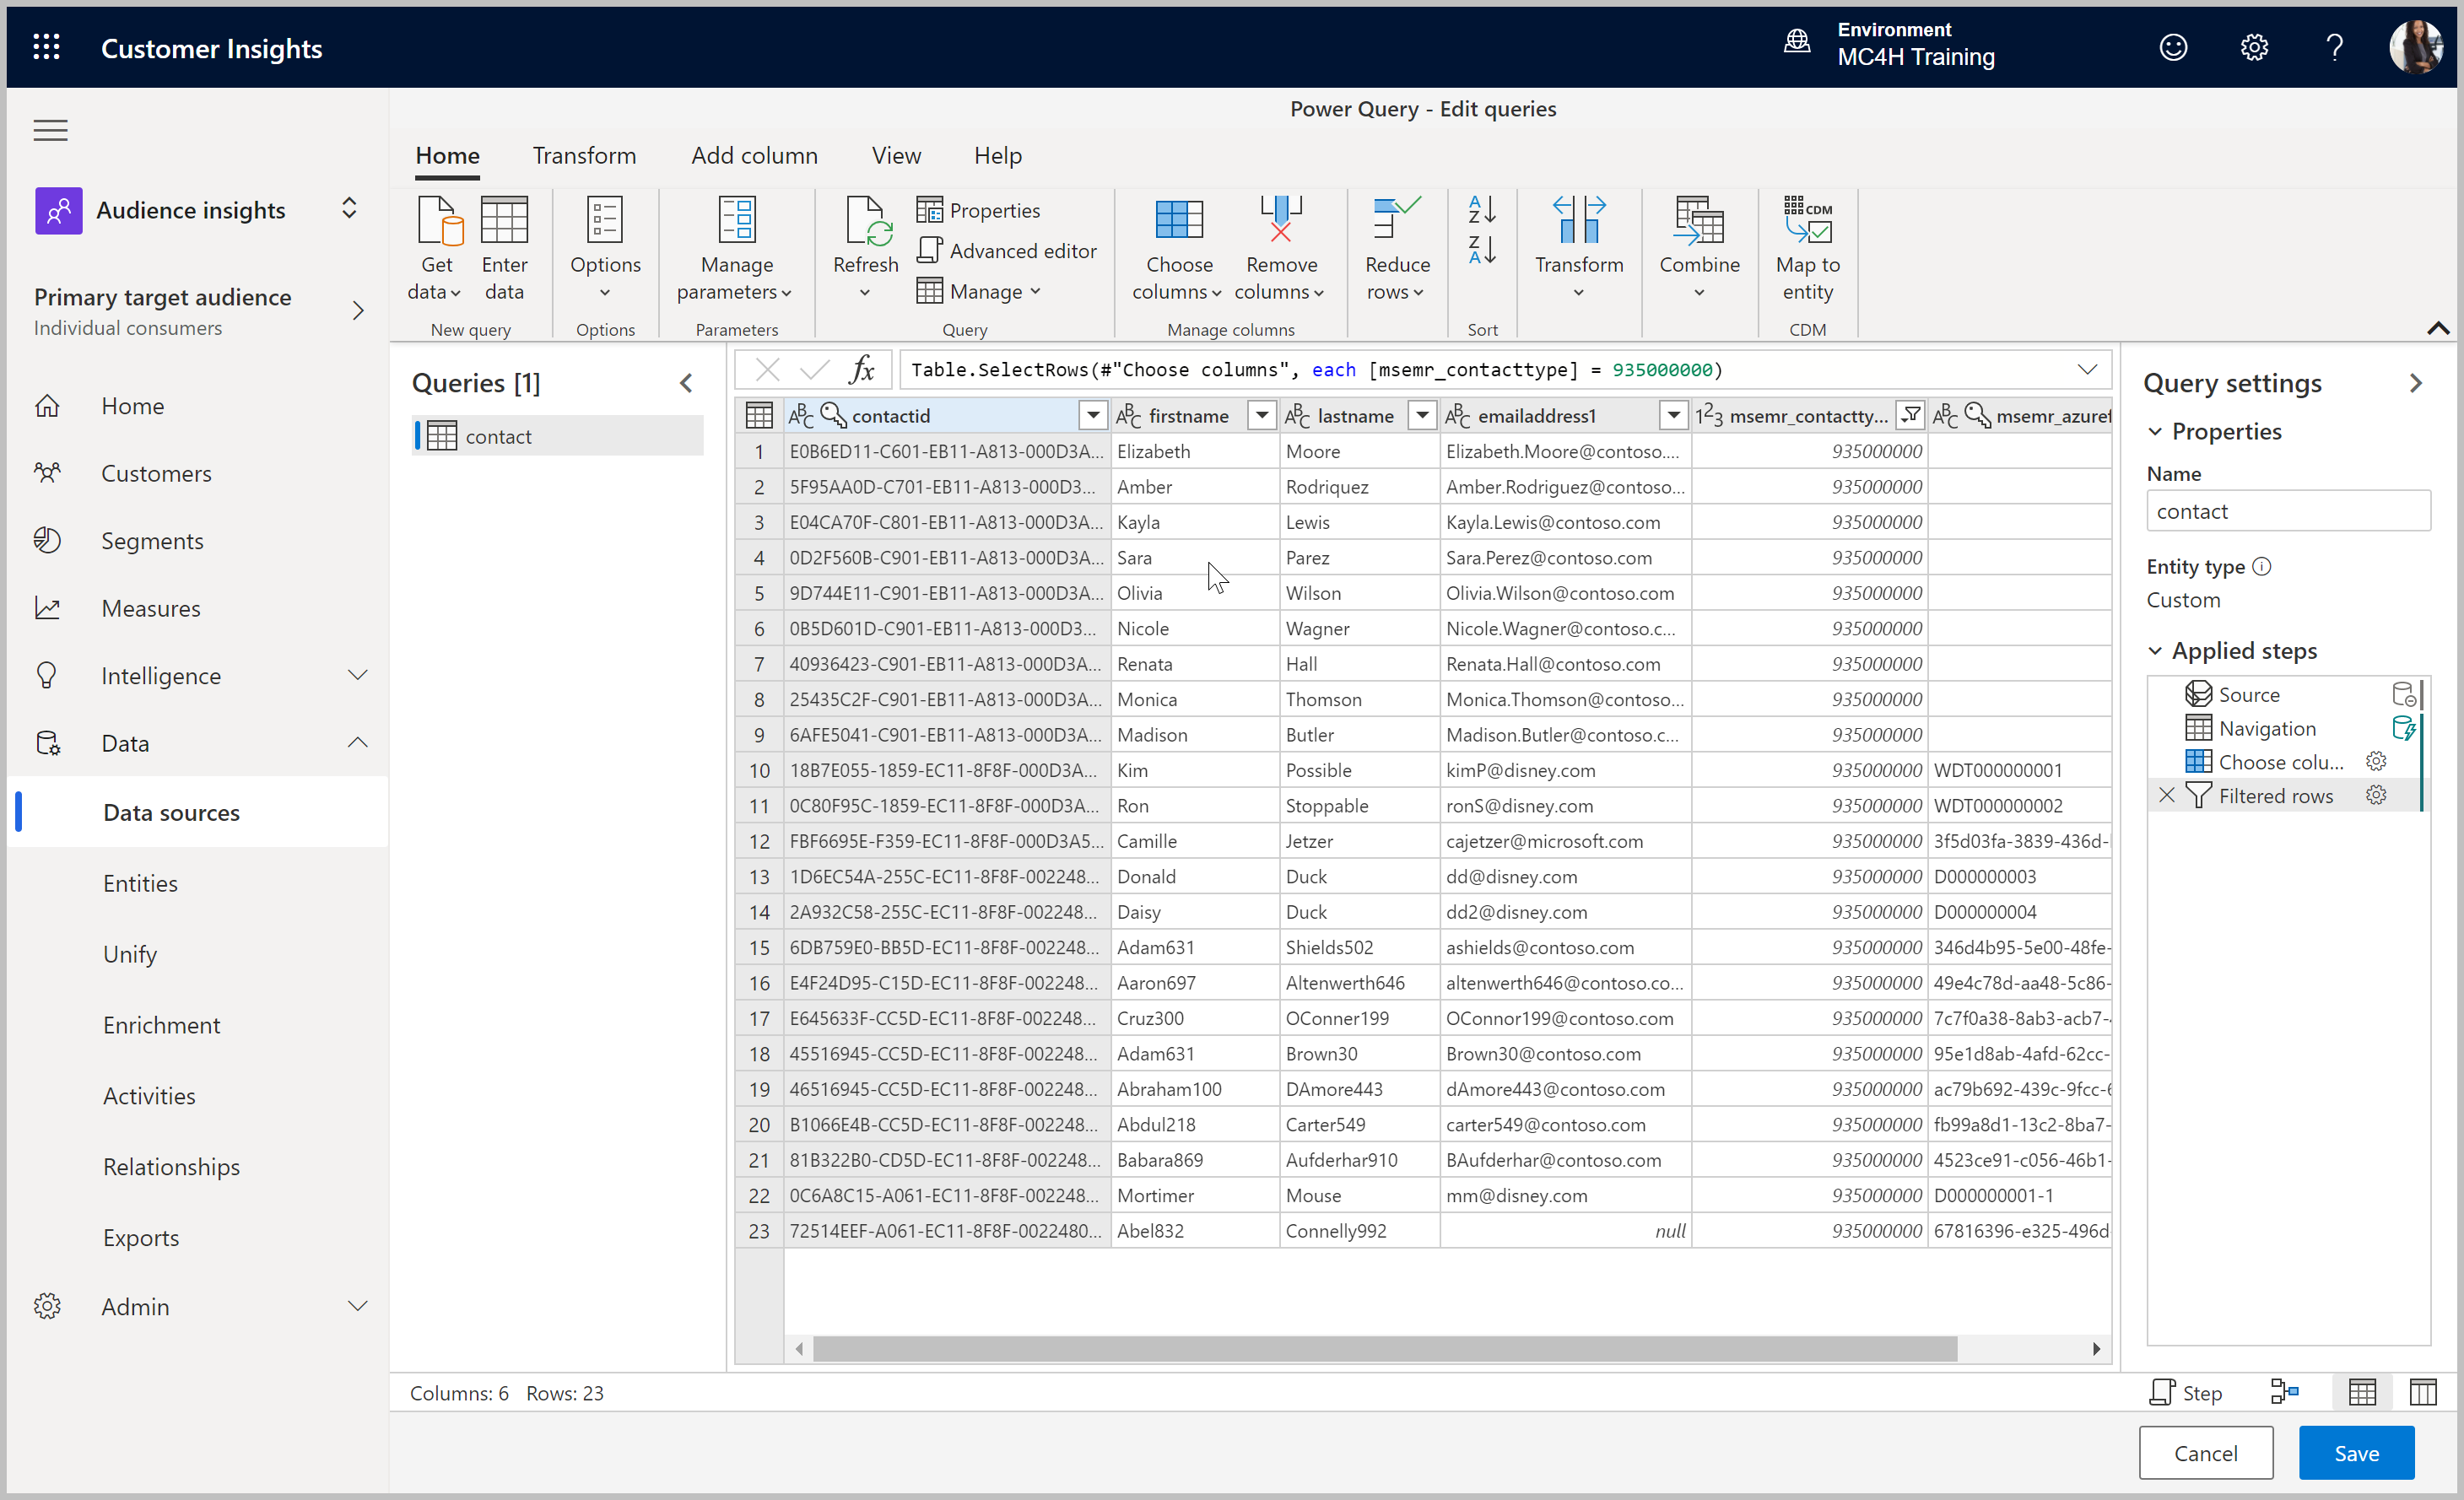 Customer Insights
Environment
MC4H Training
Audience insights
Primary target audience
Individual consumers
Home
Customers
Segments
Measures
Intelligence
Data
Data sources
Entities
Unify
Enrichment
Activities
Relationships
Exports
Admin
Power Query - Edit queries
Home Transform Add column View Help
Get data
Enter data
New query
Options
Options
Manage parameters
Parameters
Refresh
Properties
Advanced editor
Manage
Query
Choose columns
Remove columns
Manage columns
Reduce rows
A Z
Z A
Sort
Transform
Combine
CDM
Map to entity
CDM
Queries [1]
contact
fx Table.SelectRows(#"Choose columns", each [msemr_contacttype] = 935000000)
ABC contactid ABC firstname ABC lastname ABC emailaddress1 123 msemr_contactty... ABC msemr_azuref
1 E0B6ED11-C601-EB11-A813-000D3A... Elizabeth Moore Elizabeth.Moore@contoso.... 935000000
2 5F95AA0D-C701-EB11-A813-000D3... Amber Rodriquez Amber.Rodriguez@contoso... 935000000
3 E04CA70F-C801-EB11-A813-000D3A... Kayla Lewis Kayla.Lewis@contoso.com 935000000
4 0D2F560B-C901-EB11-A813-000D3A... Sara Parez Sara.Perez@contoso.com 935000000
5 9D744E11-C901-EB11-A813-000D3A... Olivia Wilson Olivia.Wilson@contoso.com 935000000
6 0B5D601D-C901-EB11-A813-000D3... Nicole Wagner Nicole.Wagner@contoso.c... 935000000
7 40936423-C901-EB11-A813-000D3A... Renata Hall Renata.Hall@contoso.com 935000000
8 25435C2F-C901-EB11-A813-000D3A... Monica Thomson Monica.Thomson@contoso... 935000000
9 6AFE5041-C901-EB11-A813-000D3A... Madison Butler Madison.Butler@contoso.c... 935000000
10 18B7E055-1859-EC11-8F8F-000D3A... Kim Possible kimP@disney.com 935000000 WDT000000001
11 0C80F95C-1859-EC11-8F8F-000D3A... Ron Stoppable ronS@disney.com 935000000 WDT000000002
12 FBF6695E-F359-EC11-8F8F-000D3A5... Camille Jetzer cajetzer@microsoft.com 935000000 3f5d03fa-3839-436d-
13 1D6EC54A-255C-EC11-8F8F-002248... Donald Duck dd@disney.com 935000000 D000000003
14 2A932C58-255C-EC11-8F8F-002248... Daisy Duck dd2@disney.com 935000000 D000000004
15 6DB759E0-BB5D-EC11-8F8F-002248... Adam631 Shields502 ashields@contoso.com 935000000 346d4b95-5e00-48fe-
16 E4F24D95-C15D-EC11-8F8F-002248... Aaron697 Altenwerth646 altenwerth646@contoso.co... 935000000 49e4c78d-aa48-5c86-
17 E645633F-CC5D-EC11-8F8F-002248... Cruz300 OConner199 OConnor199@contoso.com 935000000 7c7f0a38-8ab3-acb7-
18 45516945-CC5D-EC11-8F8F-002248... Adam631 Brown30 Brown30@contoso.com 935000000 95e1d8ab-4afd-62cc-
19 46516945-CC5D-EC11-8F8F-002248... Abraham100 DAmore443 dAmore443@contoso.com 935000000 ac79b692-439c-9fcc-
20 B1066E4B-CC5D-EC11-8F8F-002248... Abdul218 Carter549 carter549@contoso.com 935000000 fb99a8d1-13c2-8ba7-
21 81B322B0-CD5D-EC11-8F8F-002248... Babara869 Aufderhar910 BAufderhar@contoso.com 935000000 4523ce91-c056-46b1-
22 0C6A8C15-A061-EC11-8F8F-002248... Mortimer Mouse mm@disney.com 935000000 D000000001-1
23 72514EEF-A061-EC11-8F8F-0022480... Abel832 Connelly992 null 935000000 67816396-e325-496d
Query settings
Properties
Name
contact
Entity type
Custom
Applied steps
Source
Navigation
Choose colu...
Filtered rows
Columns: 6 Rows: 23
Step
Cancel
Save